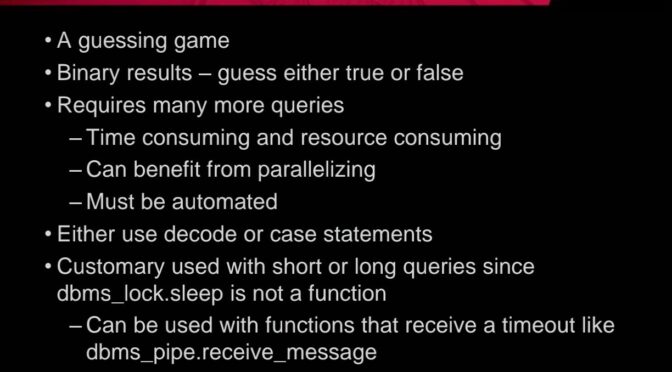 • A guessing game
• Binary results – guess either true or false
• Requires many more queries
– Time consuming and resource consuming
– Can benefit from parallelizing
– Must be automated
• Either use decode or case statements
• Customary used with short or long queries since
dbms_lock.sleep is not a function
– Can be used with functions that receive a timeout like
dbms_pipe.receive_message